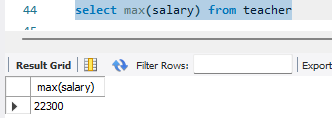 44 select max(salary) from teacher
45
Result Grid Filter Rows: Export
max(salary)
22300